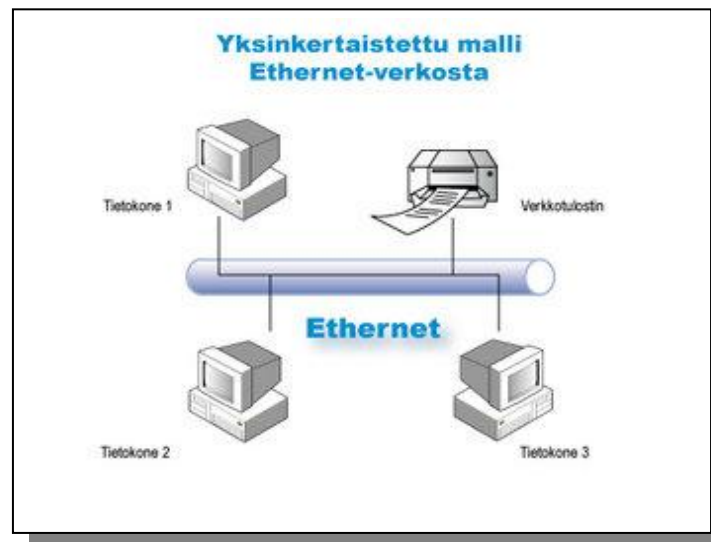 Yksinkertaistettu malli
Ethernet-verkosta
Tietokone 1
Verkkotulostin
Ethernet
Tietokone 2
Tietokone 3